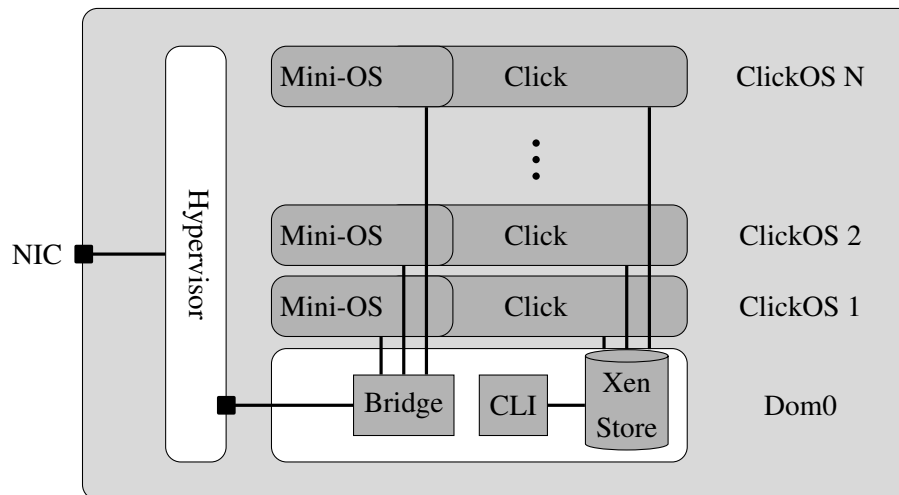 Mini-OS Click ClickOS N
Hypervisor
Mini-OS Click ClickOS 2
NIC
Mini-OS Click ClickOS 1
Bridge CLI Xen Store Dom0